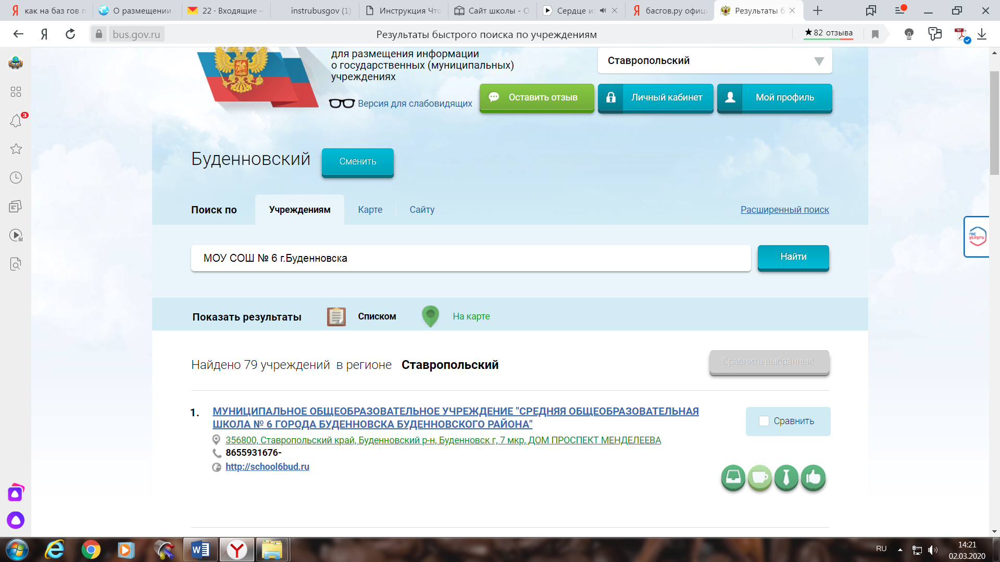 как на баз гов п
О размещении
22 · Входящие –
instrubusgov (1).
Инструкция Что
Сайт школы - О
Сердце из
басгов.ру офиц
Результаты б
Я
bus.gov.ru
Результаты быстрого поиска по учреждениям
★82 отзыва
3
для размещения информации
о государственных (муниципальных)
учреждениях
Ставропольский
Версия для слабовидящих
Оставить отзыв
Личный кабинет
Мой профиль
Буденновский
Сменить
Поиск по
Учреждениям
Карте
Сайту
Расширенный поиск
гос
услуги
МОУ СОШ № 6 г.Буденновска
Найти
Показать результаты
Списком
На карте
Найдено 79 учреждений в регионе Ставропольский
Сравнить выбранные
1. МУНИЦИПАЛЬНОЕ ОБЩЕОБРАЗОВАТЕЛЬНОЕ УЧРЕЖДЕНИЕ "СРЕДНЯЯ ОБЩЕОБРАЗОВАТЕЛЬНАЯ
ШКОЛА № 6 ГОРОДА БУДЕННОВСКА БУДЕННОВСКОГО РАЙОНА"
Сравнить
356800, Ставропольский край, Буденновский р-н, Буденновск г, 7 мкр, ДОМ ПРОСПЕКТ МЕНДЕЛЕЕВА
8655931676-
http://school6bud.ru
RU
14:21
02.03.2020